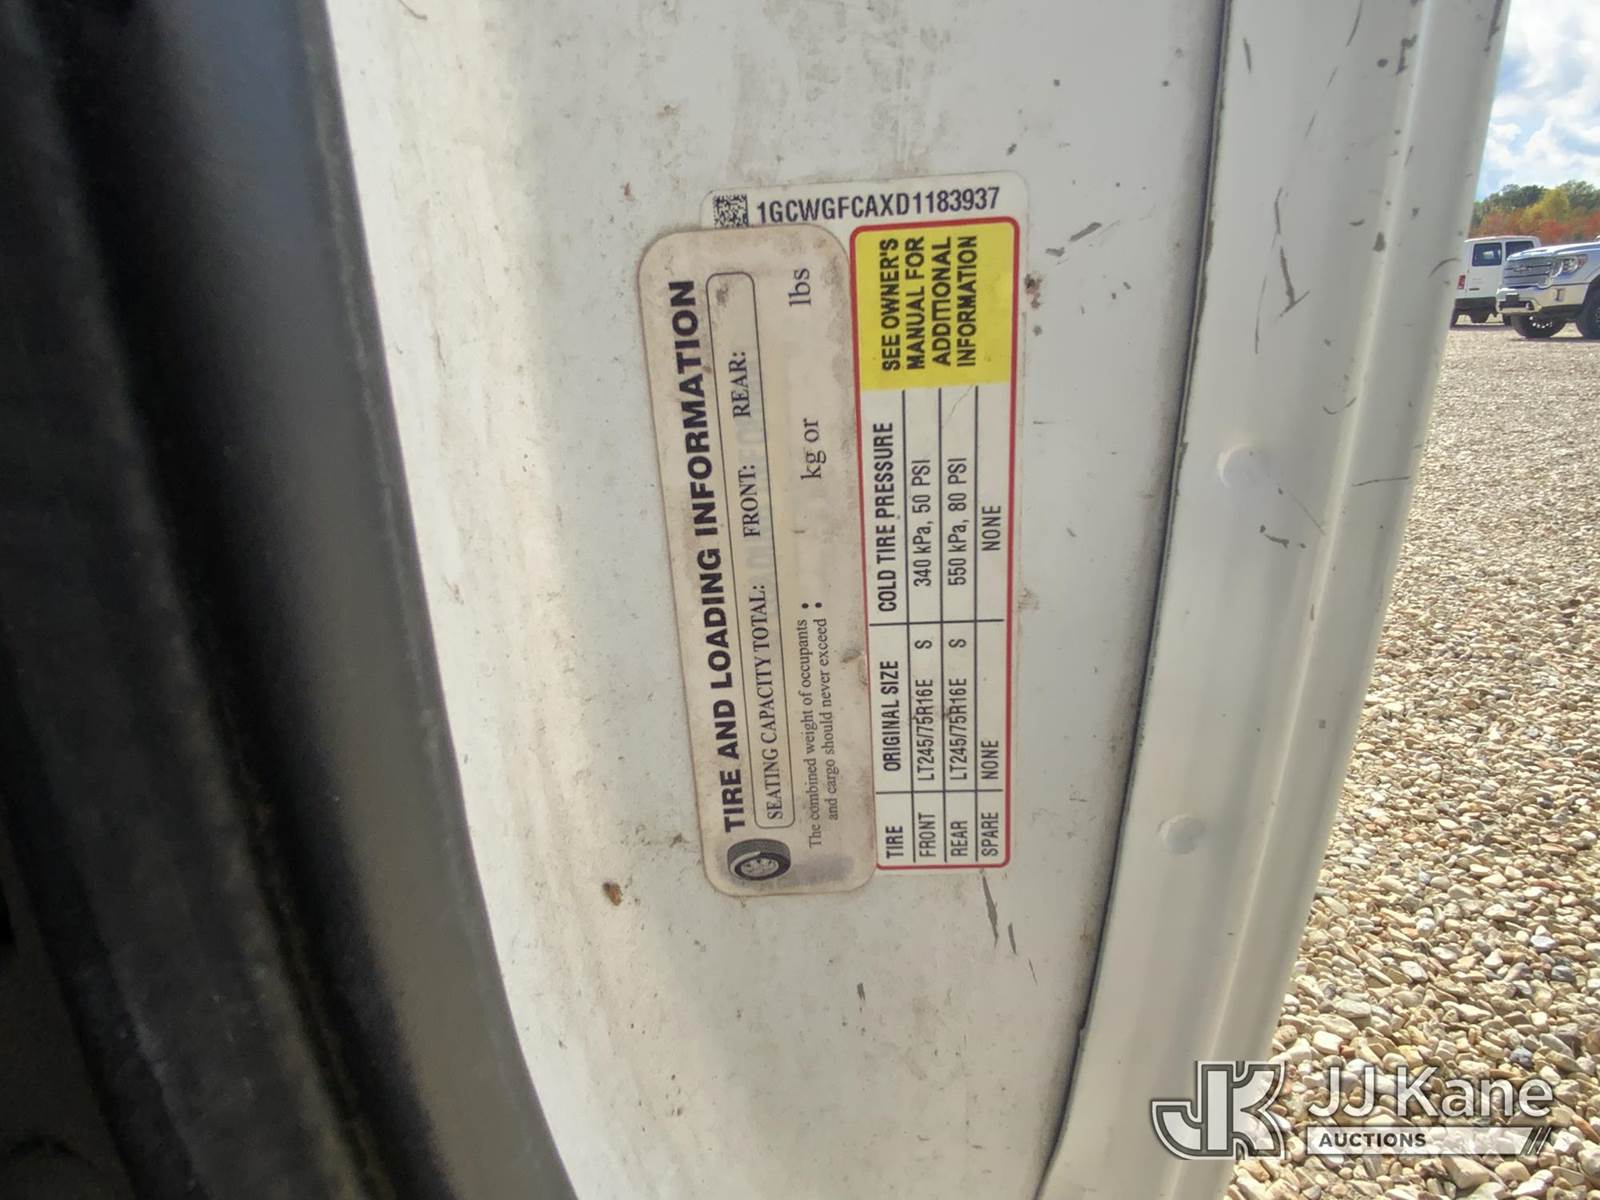 1GCWGFCAXD1183937
TIRE AND LOADING INFORMATION
SEATING CAPACITY TOTAL: FRONT: REAR:
The combined weight of occupants
and cargo should never exceed : kg or lbs
TIRE ORIGINAL SIZE COLD TIRE PRESSURE
FRONT LT245/75R16E S 340 kPa, 50 PSI
REAR LT245/75R16E S 550 kPa, 80 PSI
SPARE NONE NONE
SEE OWNER'S
MANUAL FOR
ADDITIONAL
INFORMATION
JK JJ Kane
AUCTIONS